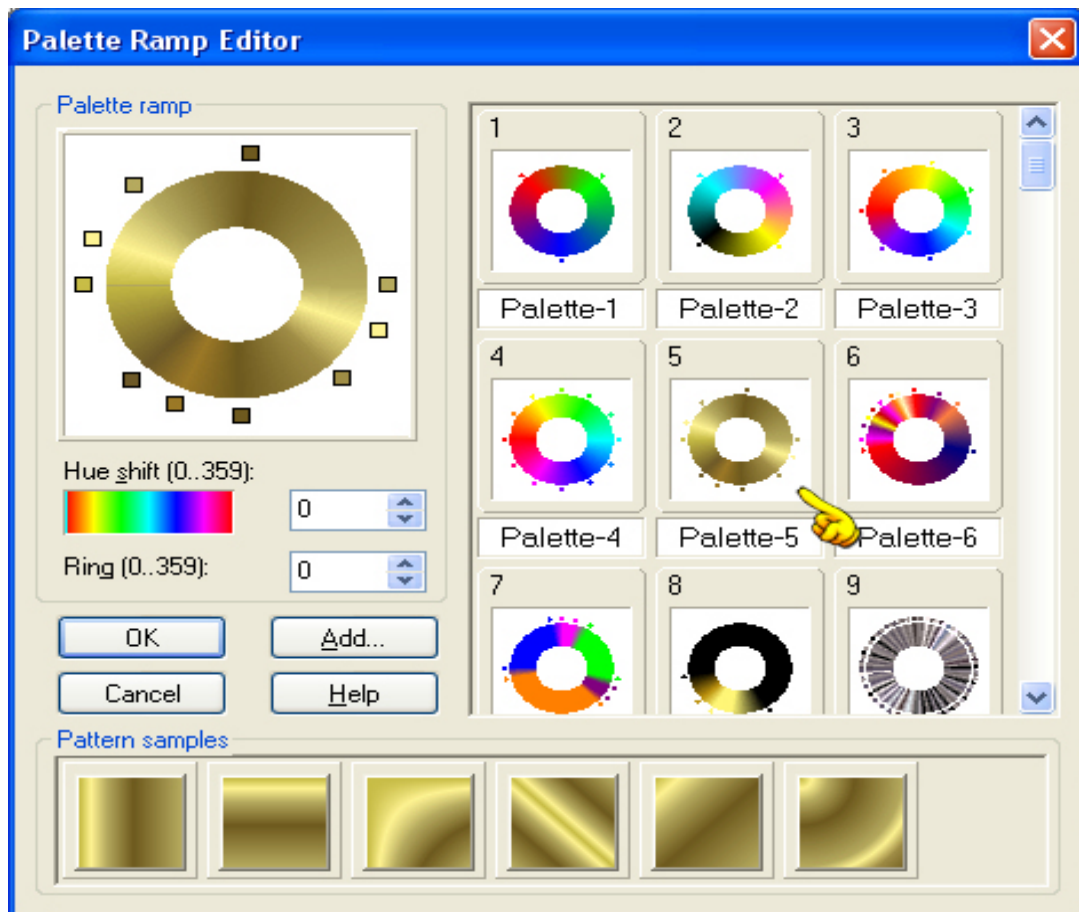 Palette Ramp Editor
Palette ramp
Hue shift (0..359):
0
Ring (0..359):
0
OK
Add...
Cancel
Help
1
2
3
Palette-1
Palette-2
Palette-3
4
5
6
Palette-4
Palette-5
Palette-6
7
8
9
Pattern samples